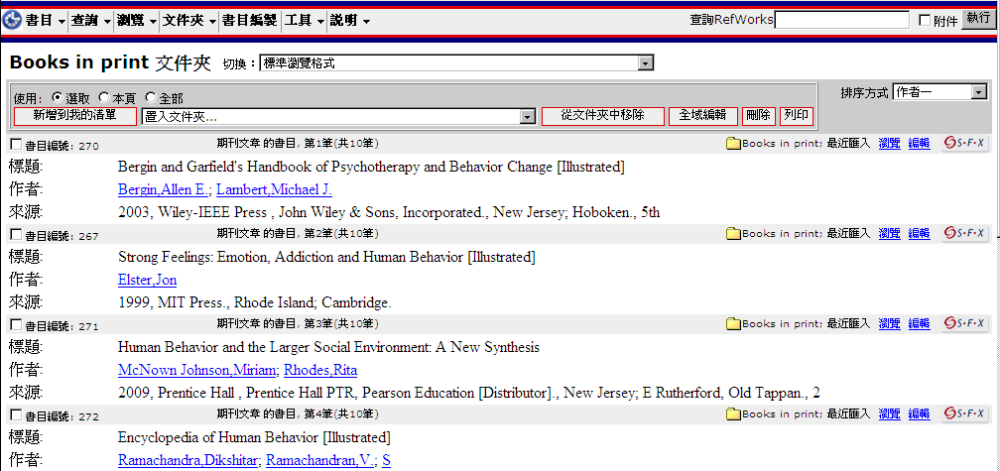 書目 查詢 瀏覽 文件夾 書目編製 工具 說明 查詢RefWorks 附件 執行
Books in print 文件夾 切換：標準瀏覽格式
使用： 選取 本頁 全部 排序方式 作者一
新增到我的清單 置入文件夾... 從文件夾中移除 全域編輯 刪除 列印
書目編號: 270 期刊文章 的書目, 第1筆(共10筆) Books in print; 最近匯入 瀏覽 編輯 S·F·X
標題: Bergin and Garfield's Handbook of Psychotherapy and Behavior Change [Illustrated]
作者: Bergin,Allen E.; Lambert,Michael J.
來源: 2003, Wiley-IEEE Press , John Wiley & Sons, Incorporated., New Jersey; Hoboken., 5th
書目編號: 267 期刊文章 的書目, 第2筆(共10筆) Books in print; 最近匯入 瀏覽 編輯 S·F·X
標題: Strong Feelings: Emotion, Addiction and Human Behavior [Illustrated]
作者: Elster,Jon
來源: 1999, MIT Press., Rhode Island; Cambridge.
書目編號: 271 期刊文章 的書目, 第3筆(共10筆) Books in print; 最近匯入 瀏覽 編輯 S·F·X
標題: Human Behavior and the Larger Social Environment: A New Synthesis
作者: McNown Johnson,Miriam; Rhodes,Rita
來源: 2009, Prentice Hall , Prentice Hall PTR, Pearson Education [Distributor]., New Jersey; E Rutherford, Old Tappan., 2
書目編號: 272 期刊文章 的書目, 第4筆(共10筆) Books in print; 最近匯入 瀏覽 編輯 S·F·X
標題: Encyclopedia of Human Behavior [Illustrated]
作者: Ramachandra,Dikshitar; Ramachandran,V.; S